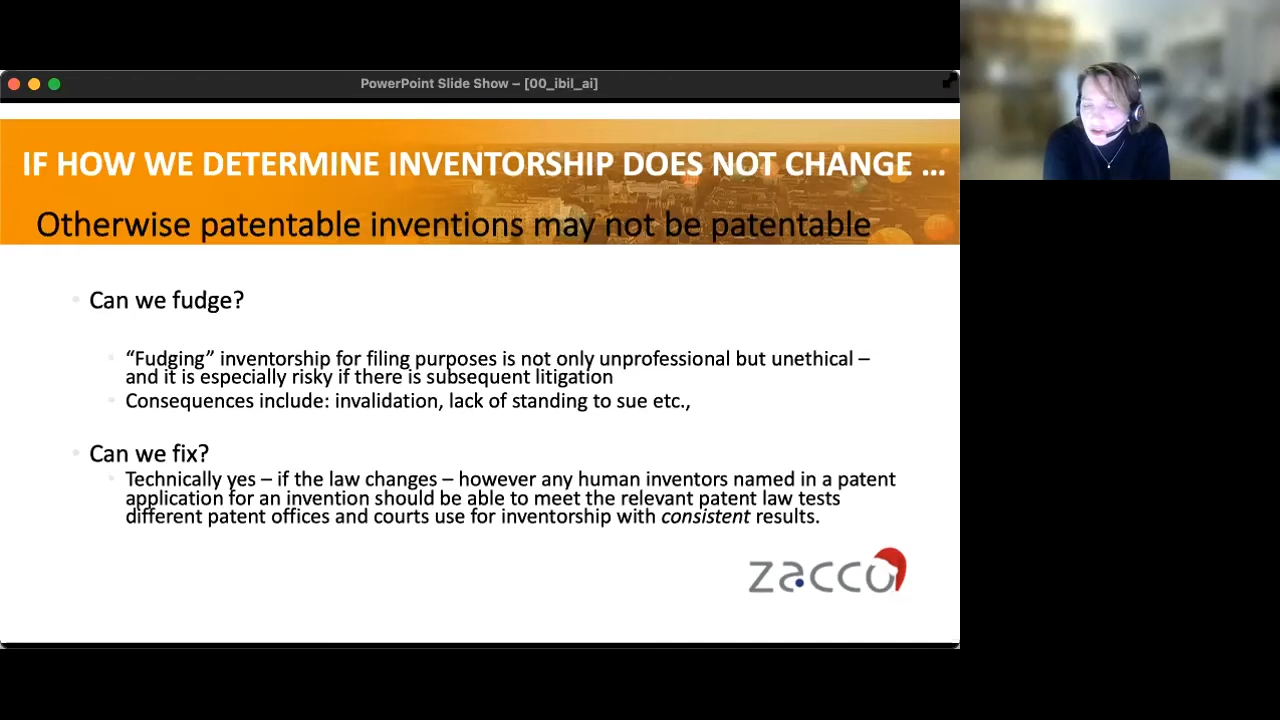 PowerPoint Slide Show – [00_ibil_ai]
IF HOW WE DETERMINE INVENTORSHIP DOES NOT CHANGE …
Otherwise patentable inventions may not be patentable
Can we fudge?
“Fudging” inventorship for filing purposes is not only unprofessional but unethical –
and it is especially risky if there is subsequent litigation
Consequences include: invalidation, lack of standing to sue etc.,
Can we fix?
Technically yes – if the law changes – however any human inventors named in a patent
application for an invention should be able to meet the relevant patent law tests
different patent offices and courts use for inventorship with consistent results.
zacco